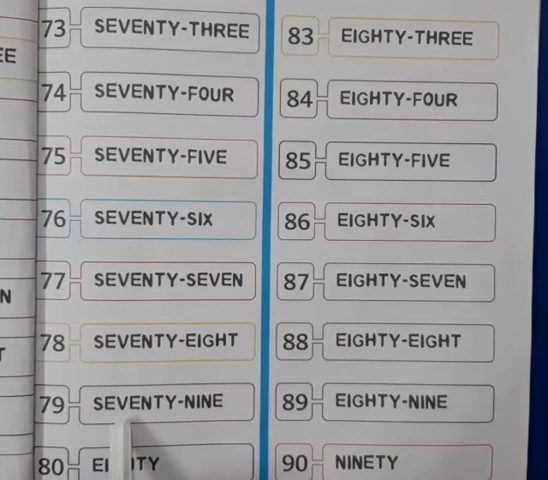 73 SEVENTY-THREE
74 SEVENTY-FOUR
75 SEVENTY-FIVE
76 SEVENTY-SIX
77 SEVENTY-SEVEN
78 SEVENTY-EIGHT
79 SEVENTY-NINE
80
83 EIGHTY-THREE
84 EIGHTY-FOUR
85 EIGHTY-FIVE
86 EIGHTY-SIX
87 EIGHTY-SEVEN
88 EIGHTY-EIGHT
89 EIGHTY-NINE
90 NINETY